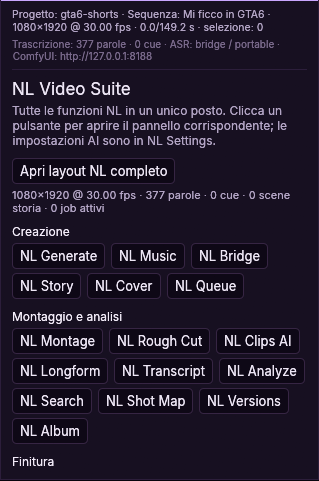 Progetto: gta6-shorts · Sequenza: Mi ficco in GTA6 ·
1080×1920 @ 30.00 fps · 0.0/149.2 s · selezione: 0
Trascrizione: 377 parole · 0 cue · ASR: bridge / portable ·
ComfyUI: http://127.0.0.1:8188
NL Video Suite
Tutte le funzioni NL in un unico posto. Clicca un
pulsante per aprire il pannello corrispondente; le
impostazioni AI sono in NL Settings.
Apri layout NL completo
1080×1920 @ 30.00 fps · 377 parole · 0 cue · 0 scene
storia · 0 job attivi
Creazione
NL Generate NL Music NL Bridge
NL Story NL Cover NL Queue
Montaggio e analisi
NL Montage NL Rough Cut NL Clips AI
NL Longform NL Transcript NL Analyze
NL Search NL Shot Map NL Versions
NL Album
Finitura